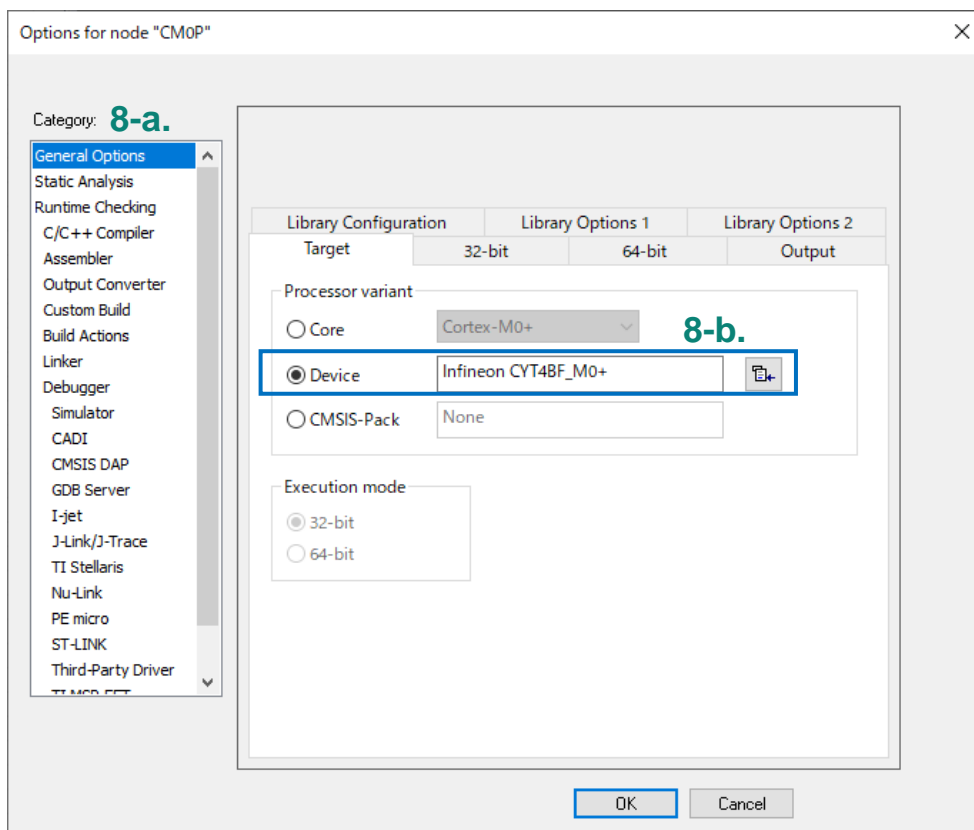 Options for node "CM0P"
Category: 8-a.
General Options
Static Analysis
Runtime Checking
C/C++ Compiler
Assembler
Output Converter
Custom Build
Build Actions
Linker
Debugger
Simulator
CADI
CMSIS DAP
GDB Server
I-jet
J-Link/J-Trace
TI Stellaris
Nu-Link
PE micro
ST-LINK
Third-Party Driver
Library Configuration Library Options 1 Library Options 2
Target 32-bit 64-bit Output
Processor variant
Core Cortex-M0+ 8-b.
Device Infineon CYT4BF_M0+
CMSIS-Pack None
Execution mode
32-bit
64-bit
OK Cancel